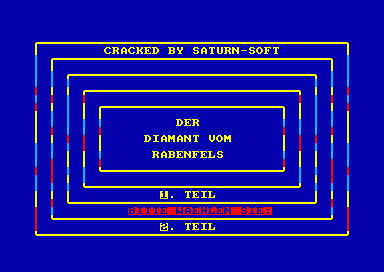 CRACKED BY SATURN-SOFT
DER
DIAMANT VOM
RABENFELS
1. TEIL
BITTE WAEHLEN SIE:
2. TEIL